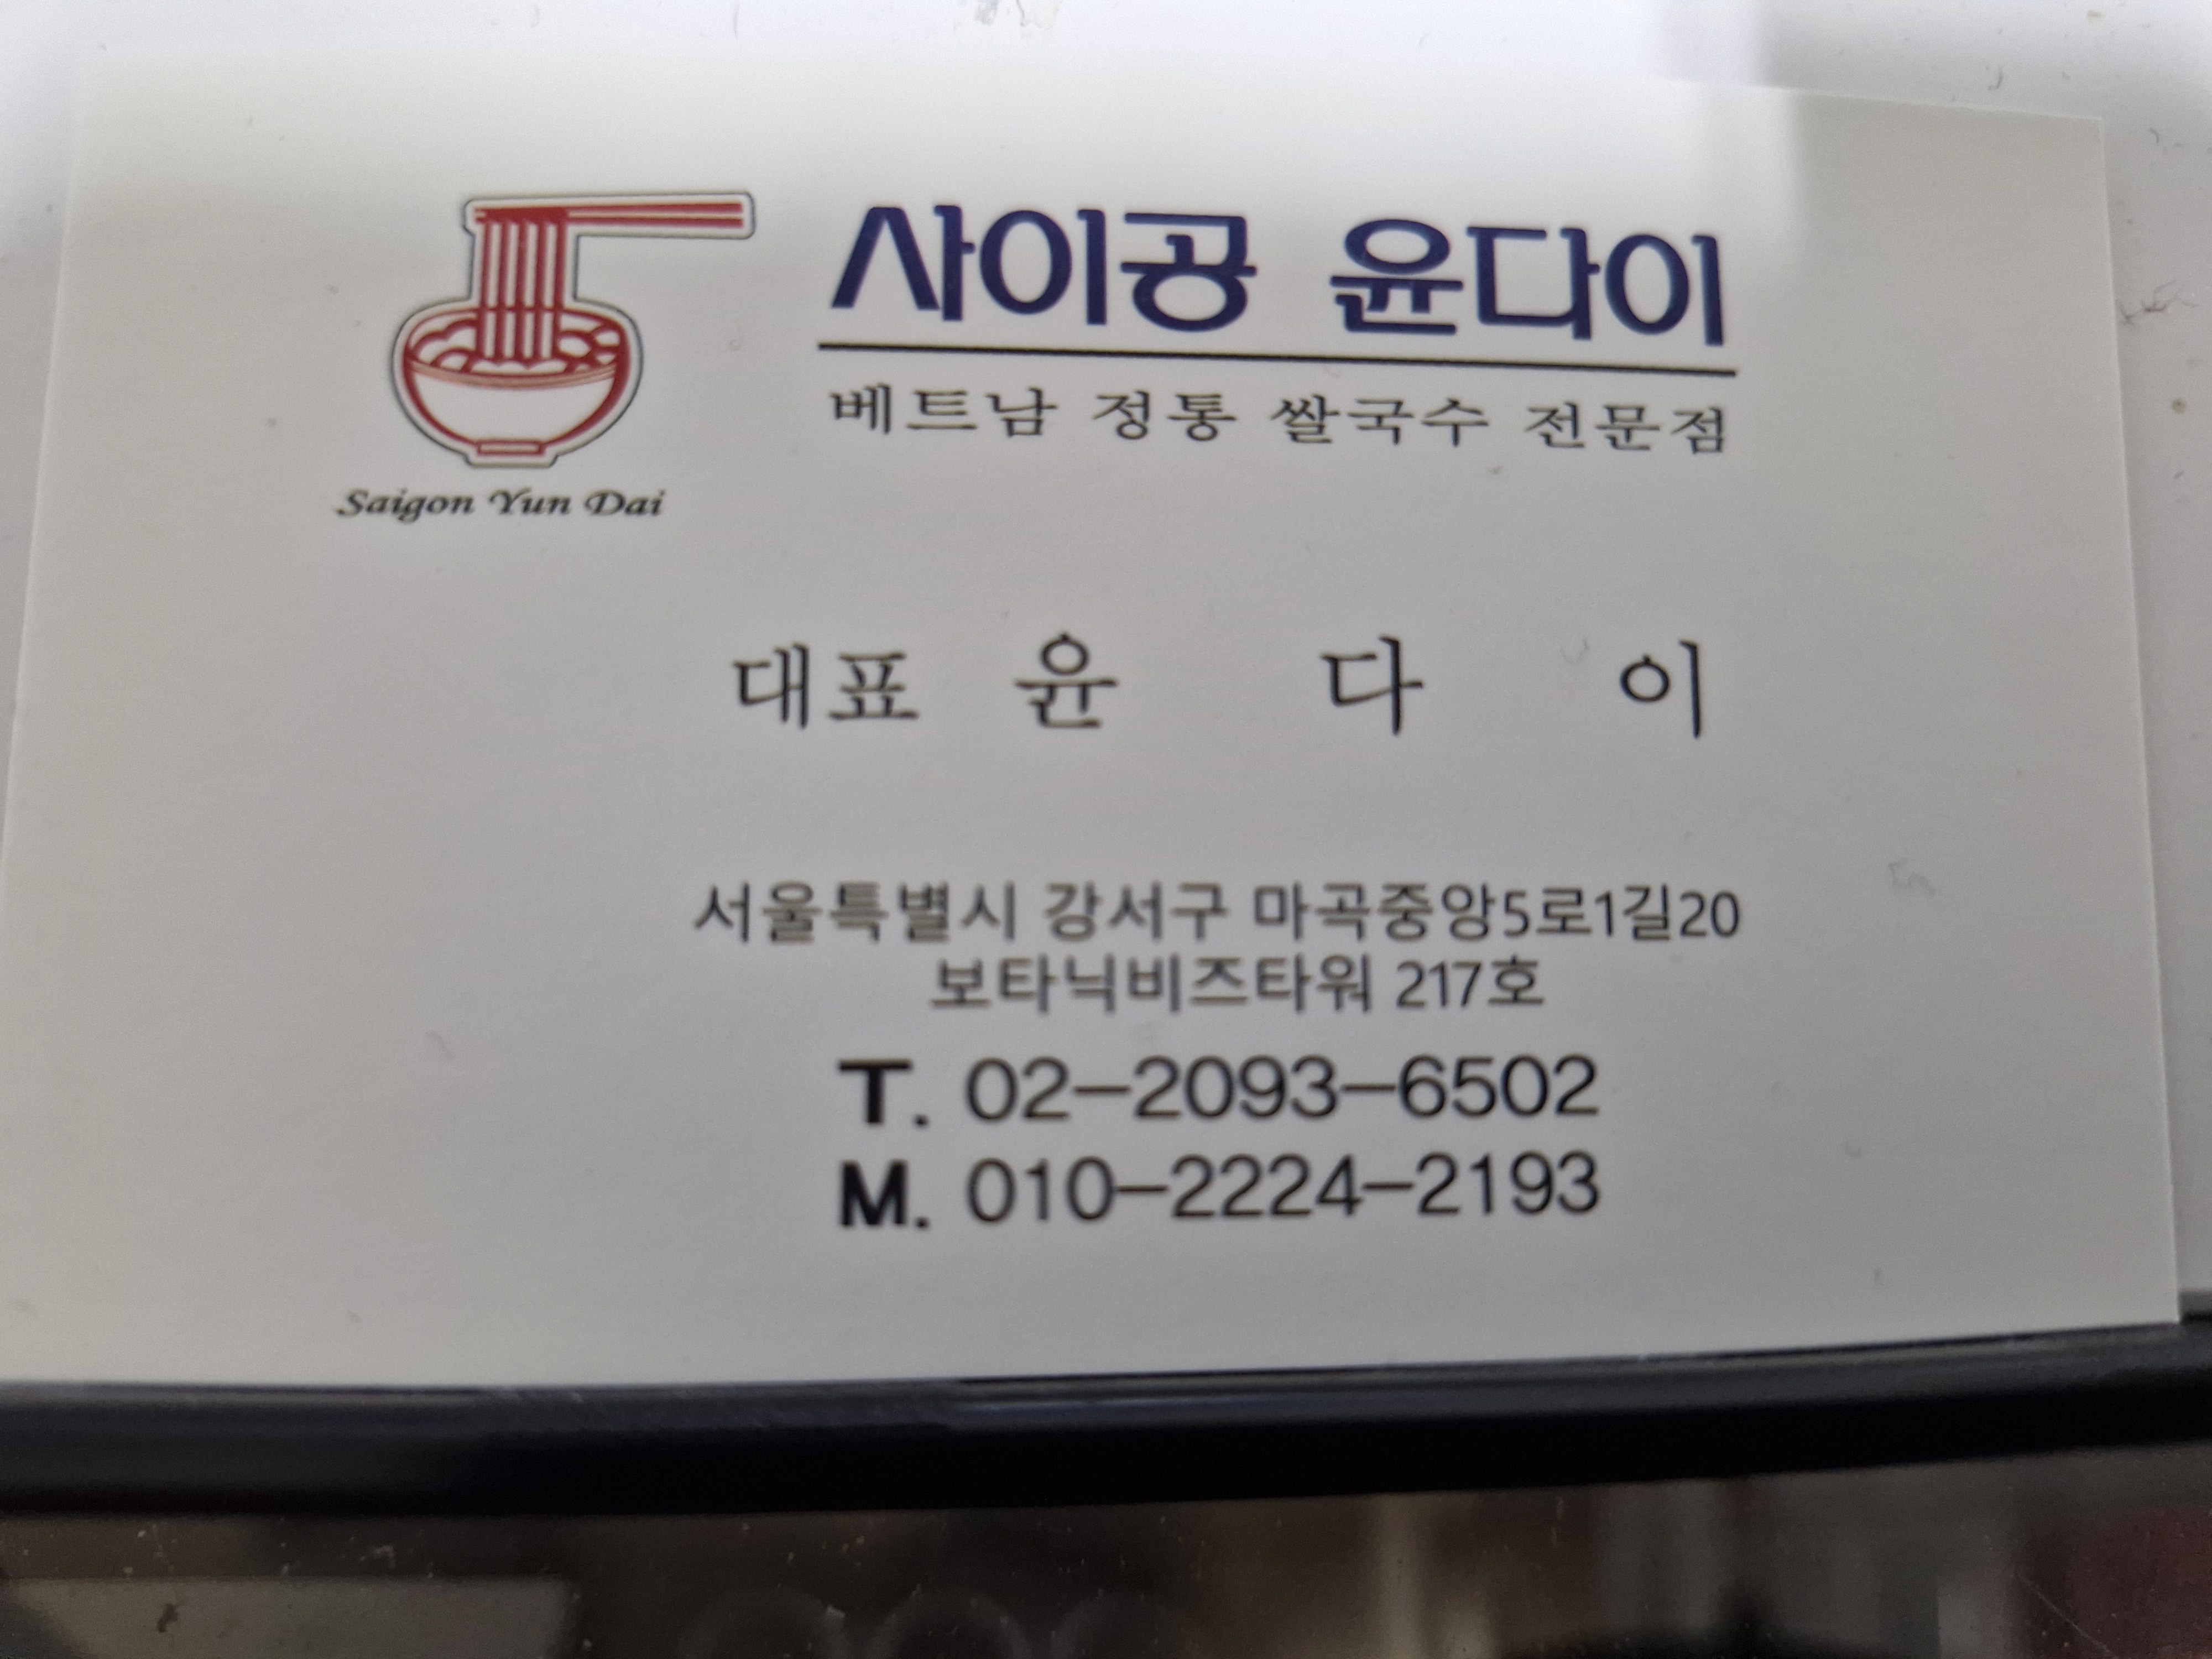 사이공 윤다이
베트남 정통 쌀국수 전문점
Saigon Yun Dai
대표 윤 다 이
서울특별시 강서구 마곡중앙5로1길20
보타닉비즈타워 217호
T. 02-2093-6502
M. 010-2224-2193